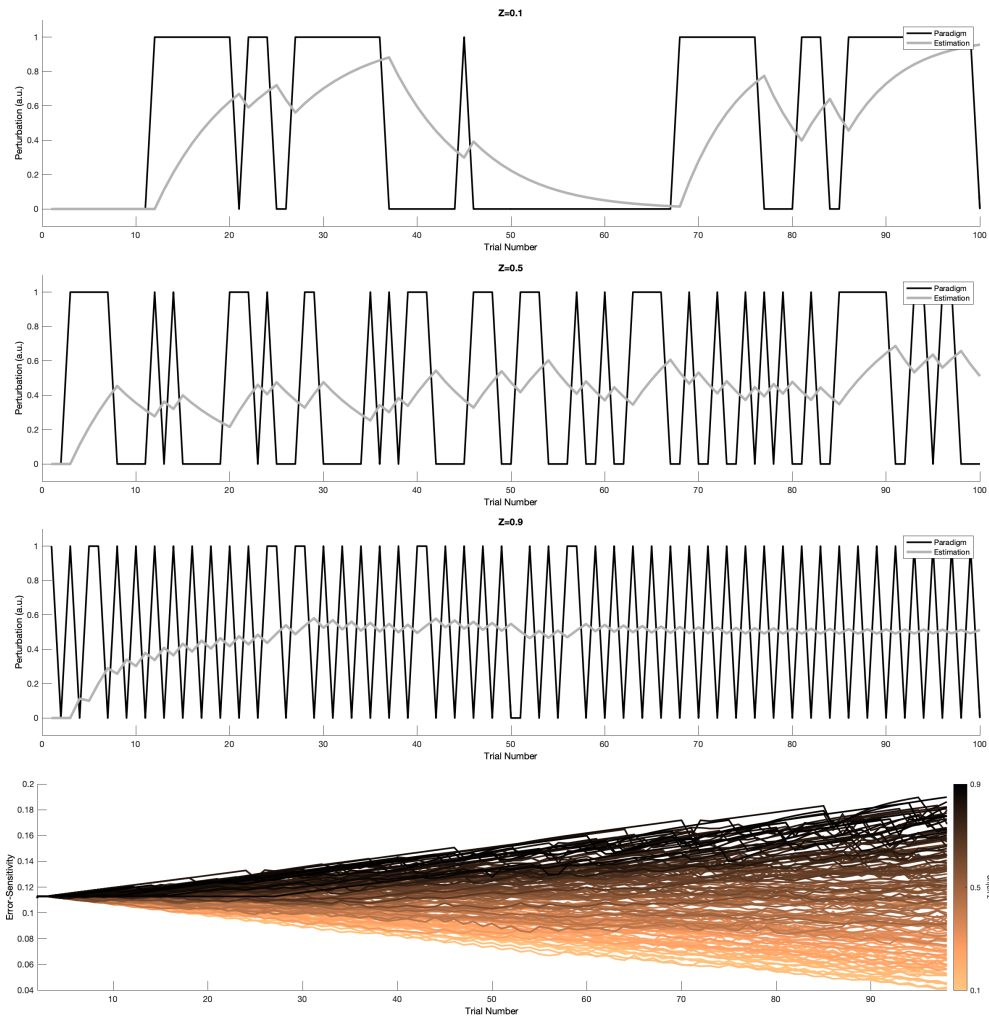 Z=0.1
Perturbation (a.u.)
1
0.8
0.6
0.4
0.2
0
Paradigm
Estimation
0 10 20 30 40 50 60 70 80 90 100
Trial Number
Z=0.5
Perturbation (a.u.)
1
0.8
0.6
0.4
0.2
0
Paradigm
Estimation
0 10 20 30 40 50 60 70 80 90 100
Trial Number
Z=0.9
Perturbation (a.u.)
1
0.8
0.6
0.4
0.2
0
Paradigm
Estimation
0 10 20 30 40 50 60 70 80 90 100
Trial Number
Error-Sensitivity
0.2
0.18
0.16
0.14
0.12
0.1
0.08
0.06
0.04
10 20 30 40 50 60 70 80 90
Trial Number
0.9
0.5
0.1